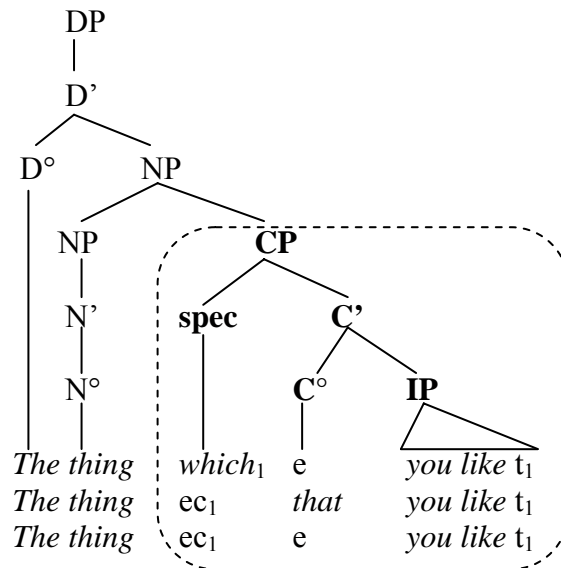 DP
D’
D° NP
NP CP
N’ spec C’
N° C° IP
The thing which₁ e you like t₁
The thing ec₁ that you like t₁
The thing ec₁ e you like t₁